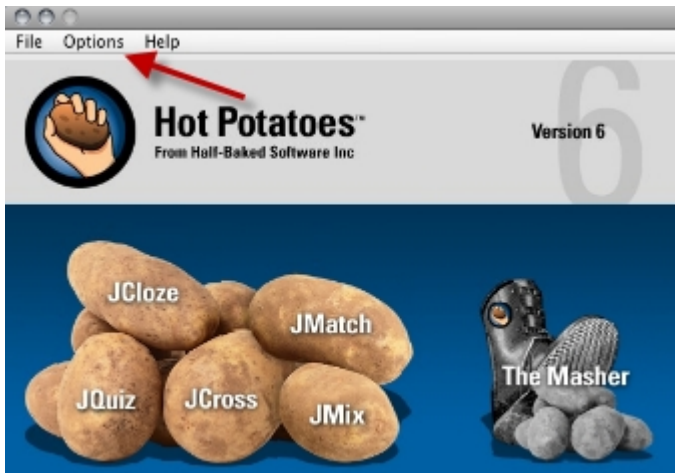 File Options Help
Hot Potatoes™
From Half-Baked Software Inc
Version 6
6
JCloze
JMatch
JQuiz
JCross
JMix
The Masher